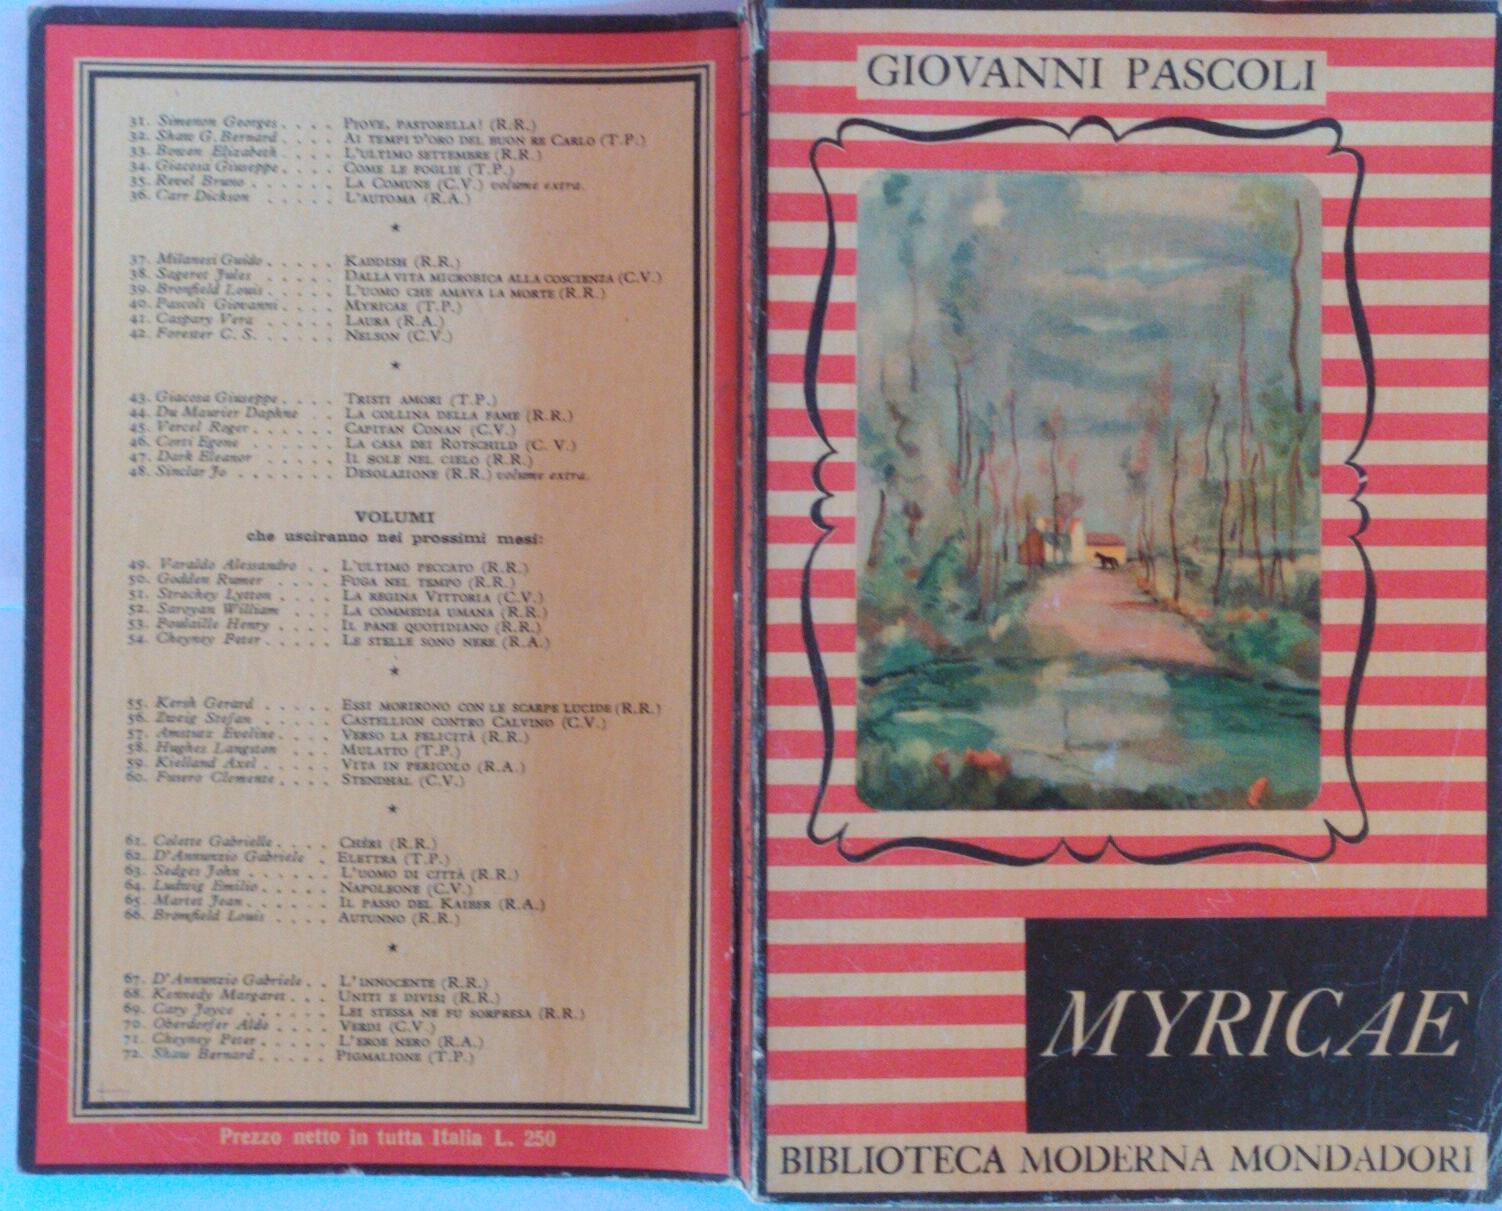 31. Simenon Georges . . . . PIOVE, PASTORELLA! (R.R.)
32. Shaw G. Bernard . . . . AI TEMPI D'ORO DEL BUON RE CARLO (T.P.)
33. Bowen Elizabeth . . . . L'ULTIMO SETTEMBRE (R.R.)
34. Giacosa Giuseppe . . . . COME LE FOGLIE (T.P.)
35. Revel Bruno . . . . . . LA COMUNE (C.V.) volume extra.
36. Carr Dickson . . . . . L'AUTOMA (R.A.)
*
37. Milanesi Guido . . . . . KADDISH (R.R.)
38. Sageret Jules . . . . . DALLA VITA MICROBICA ALLA COSCIENZA (C.V.)
39. Bromfield Louis . . . . . L'UOMO CHE AMAVA LA MORTE (R.R.)
40. Pascoli Giovanni . . . . MYRICAE (T.P.)
41. Caspary Vera . . . . . LAURA (R.A.)
42. Forester C. S. . . . . . . NELSON (C.V.)
*
43. Giacosa Giuseppe . . . . TRISTI AMORI (T.P.)
44. Du Maurier Daphne . . LA COLLINA DELLA FAME (R.R.)
45. Vercel Roger . . . . . . CAPITAN CONAN (C.V.)
46. Corti Egone . . . . . . LA CASA DEI ROTSCHILD (C. V.)
47. Dark Eleanor . . . . . IL SOLE NEL CIELO (R.R.)
48. Sinclar Jo . . . . . . . DESOLAZIONE (R.R.) volume extra.
VOLUMI
che usciranno nei prossimi mesi:
49. Varaldo Alessandro . . L'ULTIMO PECCATO (R.R.)
50. Godden Rumer . . . . FUGA NEL TEMPO (R.R.)
51. Strachey Lytton . . . . LA REGINA VITTORIA (C.V.)
52. Saroyan William . . . LA COMMEDIA UMANA (R.R.)
53. Poulaille Henry . . . . IL PANE QUOTIDIANO (R.R.)
54. Cheyney Peter . . . . . LE STELLE SONO NERE (R.A.)
*
55. Kersh Gerard . . . . . ESSI MORIRONO CON LE SCARPE LUCIDE (R.R.)
56. Zweig Stefan . . . . . CASTELLION CONTRO CALVINO (C.V.)
57. Amstutz Eveline . . . . VERSO LA FELICITÀ (R.R.)
58. Hughes Langston . . . MULATTO (T.P.)
59. Kielland Axel . . . . . VITA IN PERICOLO (R.A.)
60. Fusero Clemente . . . . STENDHAL (C.V.)
*
61. Colette Gabrielle . . . . CHÉRI (R.R.)
62. D'Annunzio Gabriele . ELETTRA (T.P.)
63. Sedges John . . . . . . L'UOMO DI CITTÀ (R.R.)
64. Ludwig Emilio . . . . . NAPOLEONE (C.V.)
65. Martet Jean . . . . . . IL PASSO DEL KAIBER (R.A.)
66. Bromfield Louis . . . . AUTUNNO (R.R.)
*
67. D'Annunzio Gabriele . . L'INNOCENTE (R.R.)
68. Kennedy Margaret . . . UNITI E DIVISI (R.R.)
69. Cary Joyce . . . . . . LEI STESSA NE FU SORPRESA (R.R.)
70. Oberdorfer Aldo . . . . VERDI (C.V.)
71. Cheyney Peter . . . . . L'EROE NERO (R.A.)
72. Shaw Bernard . . . . . PIGMALIONE (T.P.)
Prezzo netto in tutta Italia L. 250
GIOVANNI PASCOLI
MYRICAE
BIBLIOTECA MODERNA MONDADORI